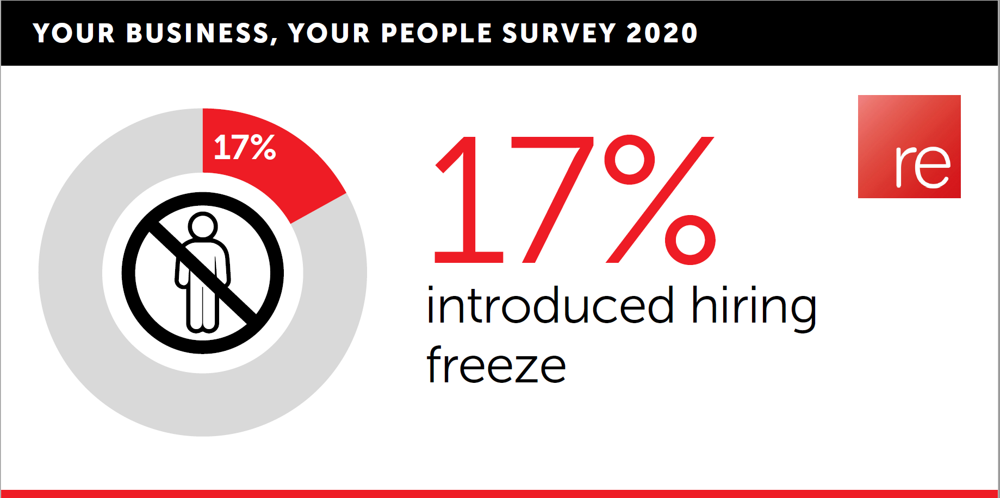 YOUR BUSINESS, YOUR PEOPLE SURVEY 2020
17%
17%
introduced hiring
freeze
re